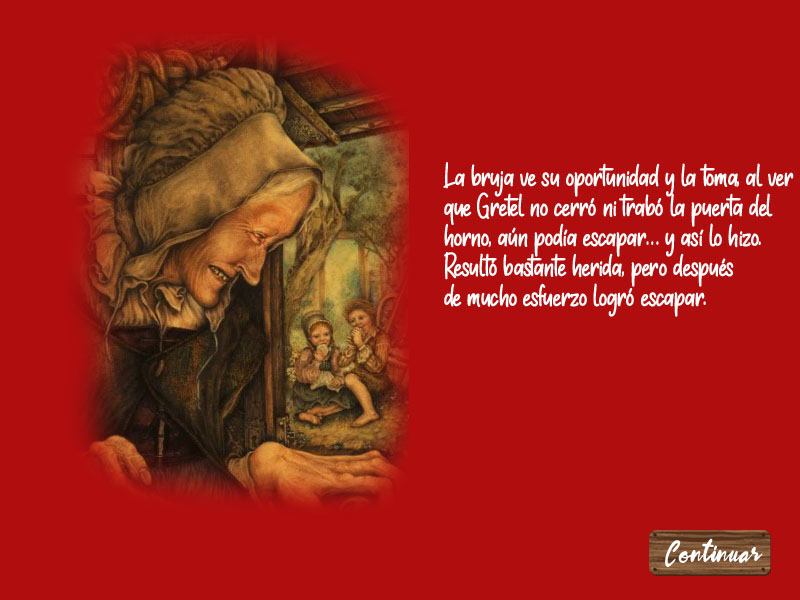 La bruja ve su oportunidad y la toma, al ver
que Gretel no cerró ni trabó la puerta del
horno, aún podía escapar... y así lo hizo.
Resultó bastante herida, pero después
de mucho esfuerzo logró escapar.
Continuar